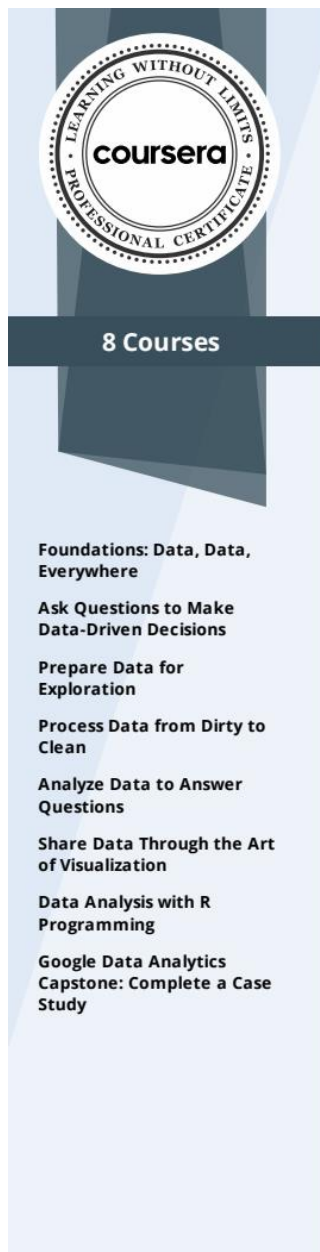 LEARNING WITHOUT LIMITS
coursera
PROFESSIONAL CERTIFICATE
8 Courses
Foundations: Data, Data,
Everywhere
Ask Questions to Make
Data-Driven Decisions
Prepare Data for
Exploration
Process Data from Dirty to
Clean
Analyze Data to Answer
Questions
Share Data Through the Art
of Visualization
Data Analysis with R
Programming
Google Data Analytics
Capstone: Complete a Case
Study